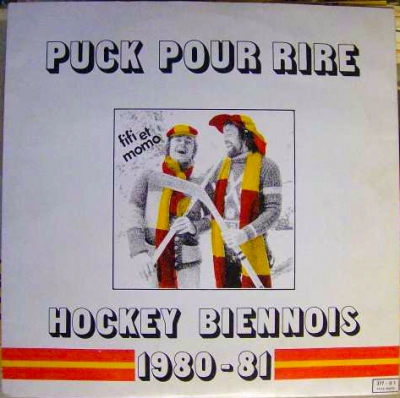 PUCK POUR RIRE
fifi et
momo
HOCKEY BIENNOIS
1980-81